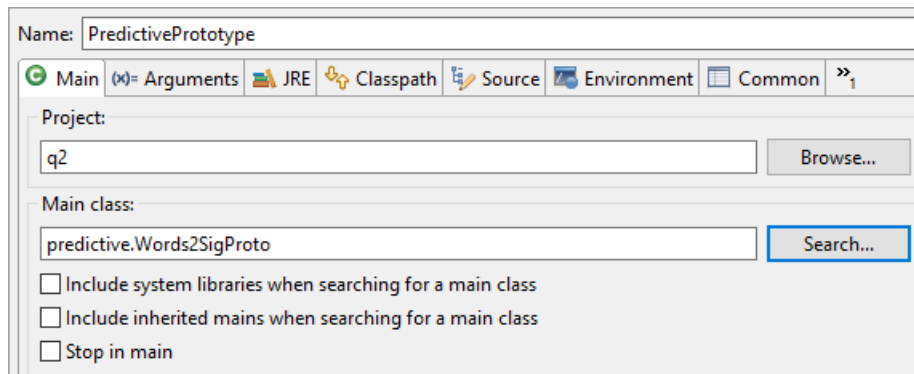 Name: PredictivePrototype
Main (x)= Arguments JRE Classpath Source Environment Common »1
Project:
q2 Browse...
Main class:
predictive.Words2SigProto Search...
Include system libraries when searching for a main class
Include inherited mains when searching for a main class
Stop in main